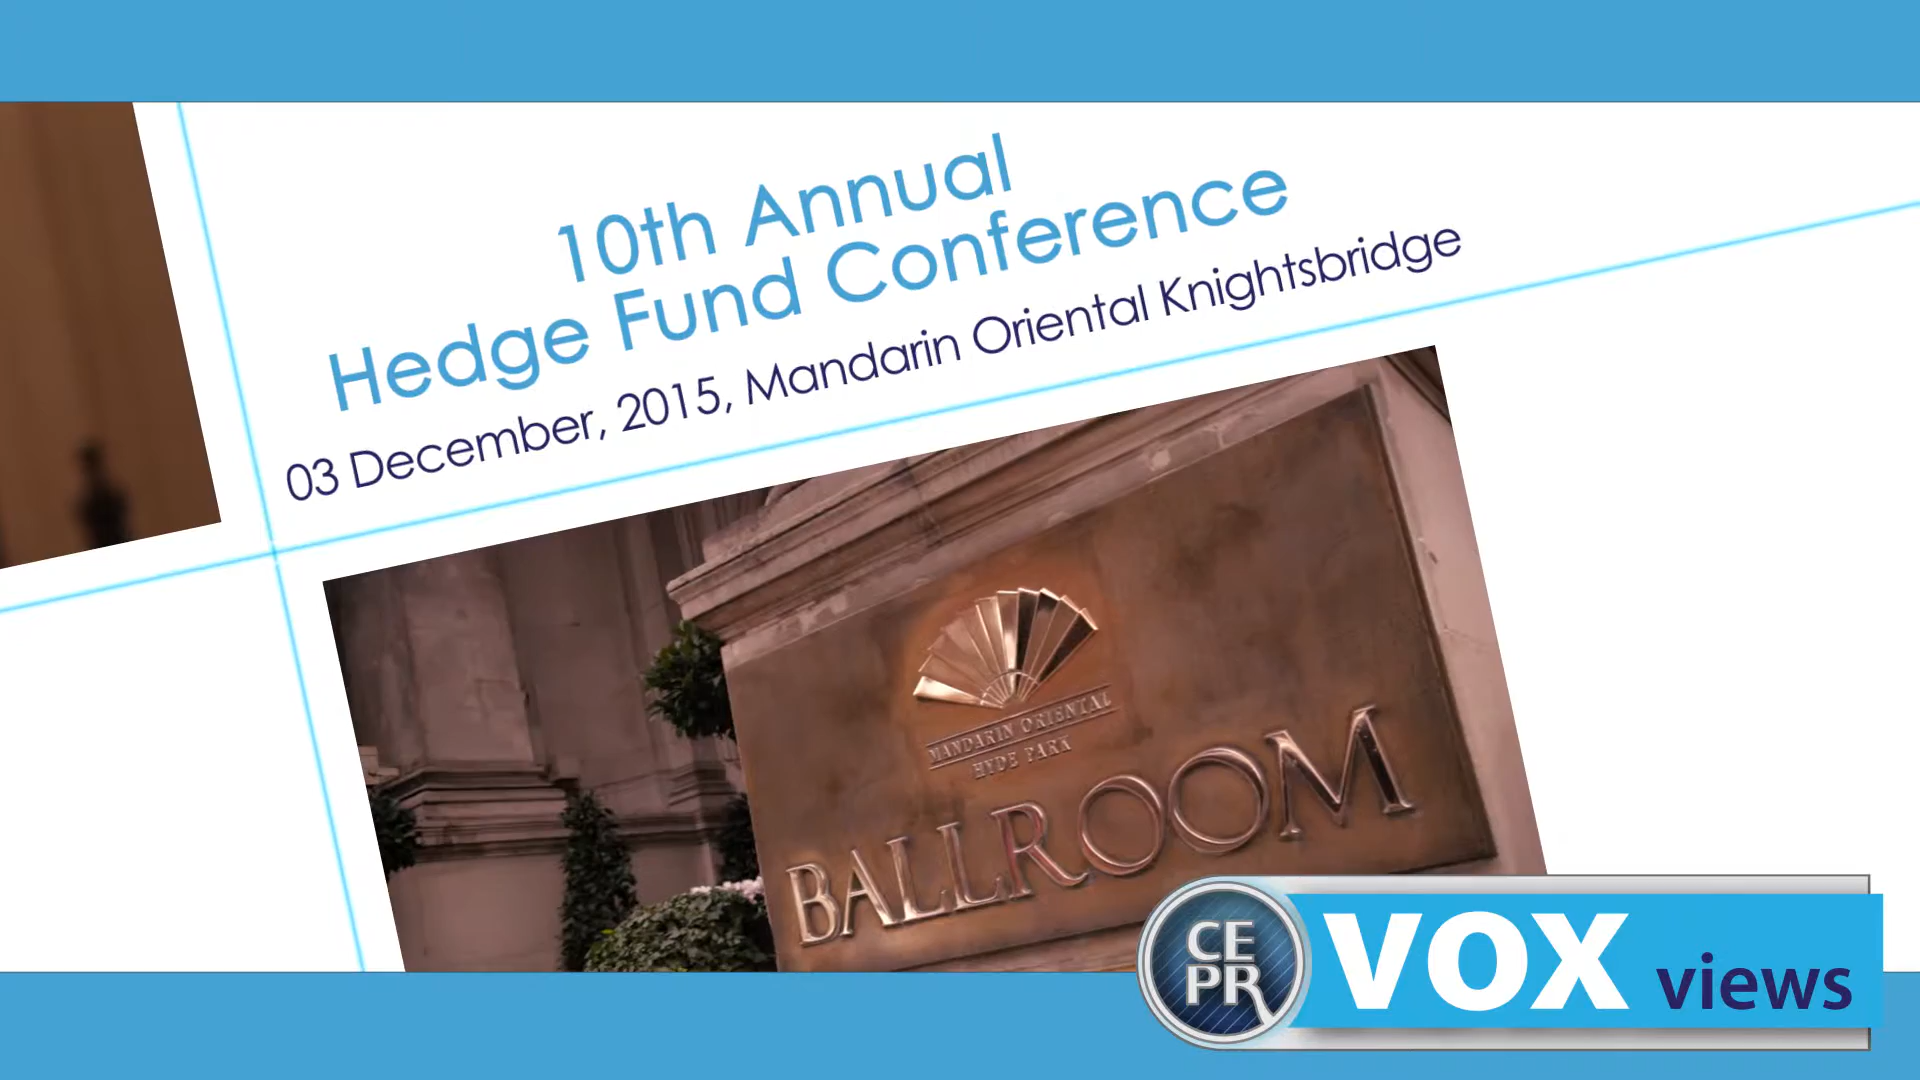 10th Annual
Hedge Fund Conference
03 December, 2015, Mandarin Oriental Knightsbridge
MANDARIN ORIENTAL
HYDE PARK
BALLROOM
CE
PR
VOX views